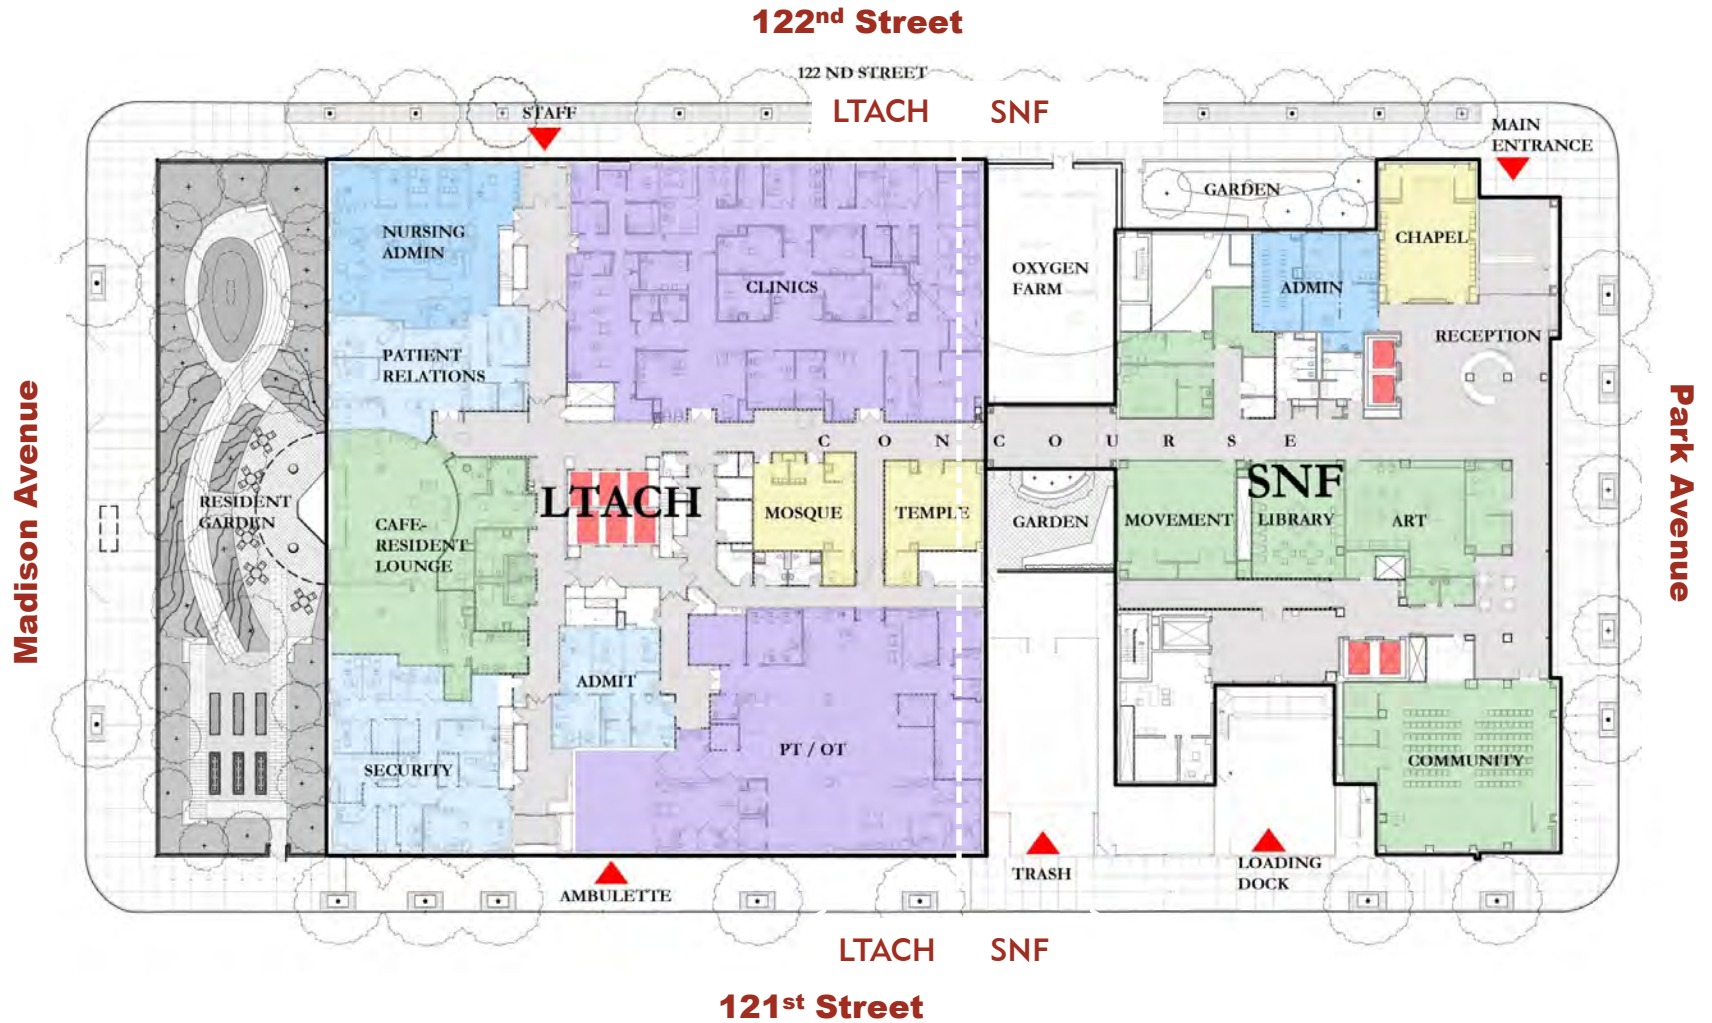 122nd Street
122 ND STREET
LTACH SNF
STAFF
MAIN
ENTRANCE
GARDEN
NURSING
ADMIN
CHAPEL
OXYGEN
FARM
CLINICS
ADMIN
RECEPTION
PATIENT
RELATIONS
Madison Avenue
Park Avenue
CONCOURSE
LTACH
SNF
RESIDENT
GARDEN
CAFE-
RESIDENT
LOUNGE
MOSQUE
TEMPLE
GARDEN
MOVEMENT
LIBRARY
ART
ADMIT
PT / OT
SECURITY
COMMUNITY
TRASH
LOADING
DOCK
AMBULETTE
LTACH SNF
121st Street